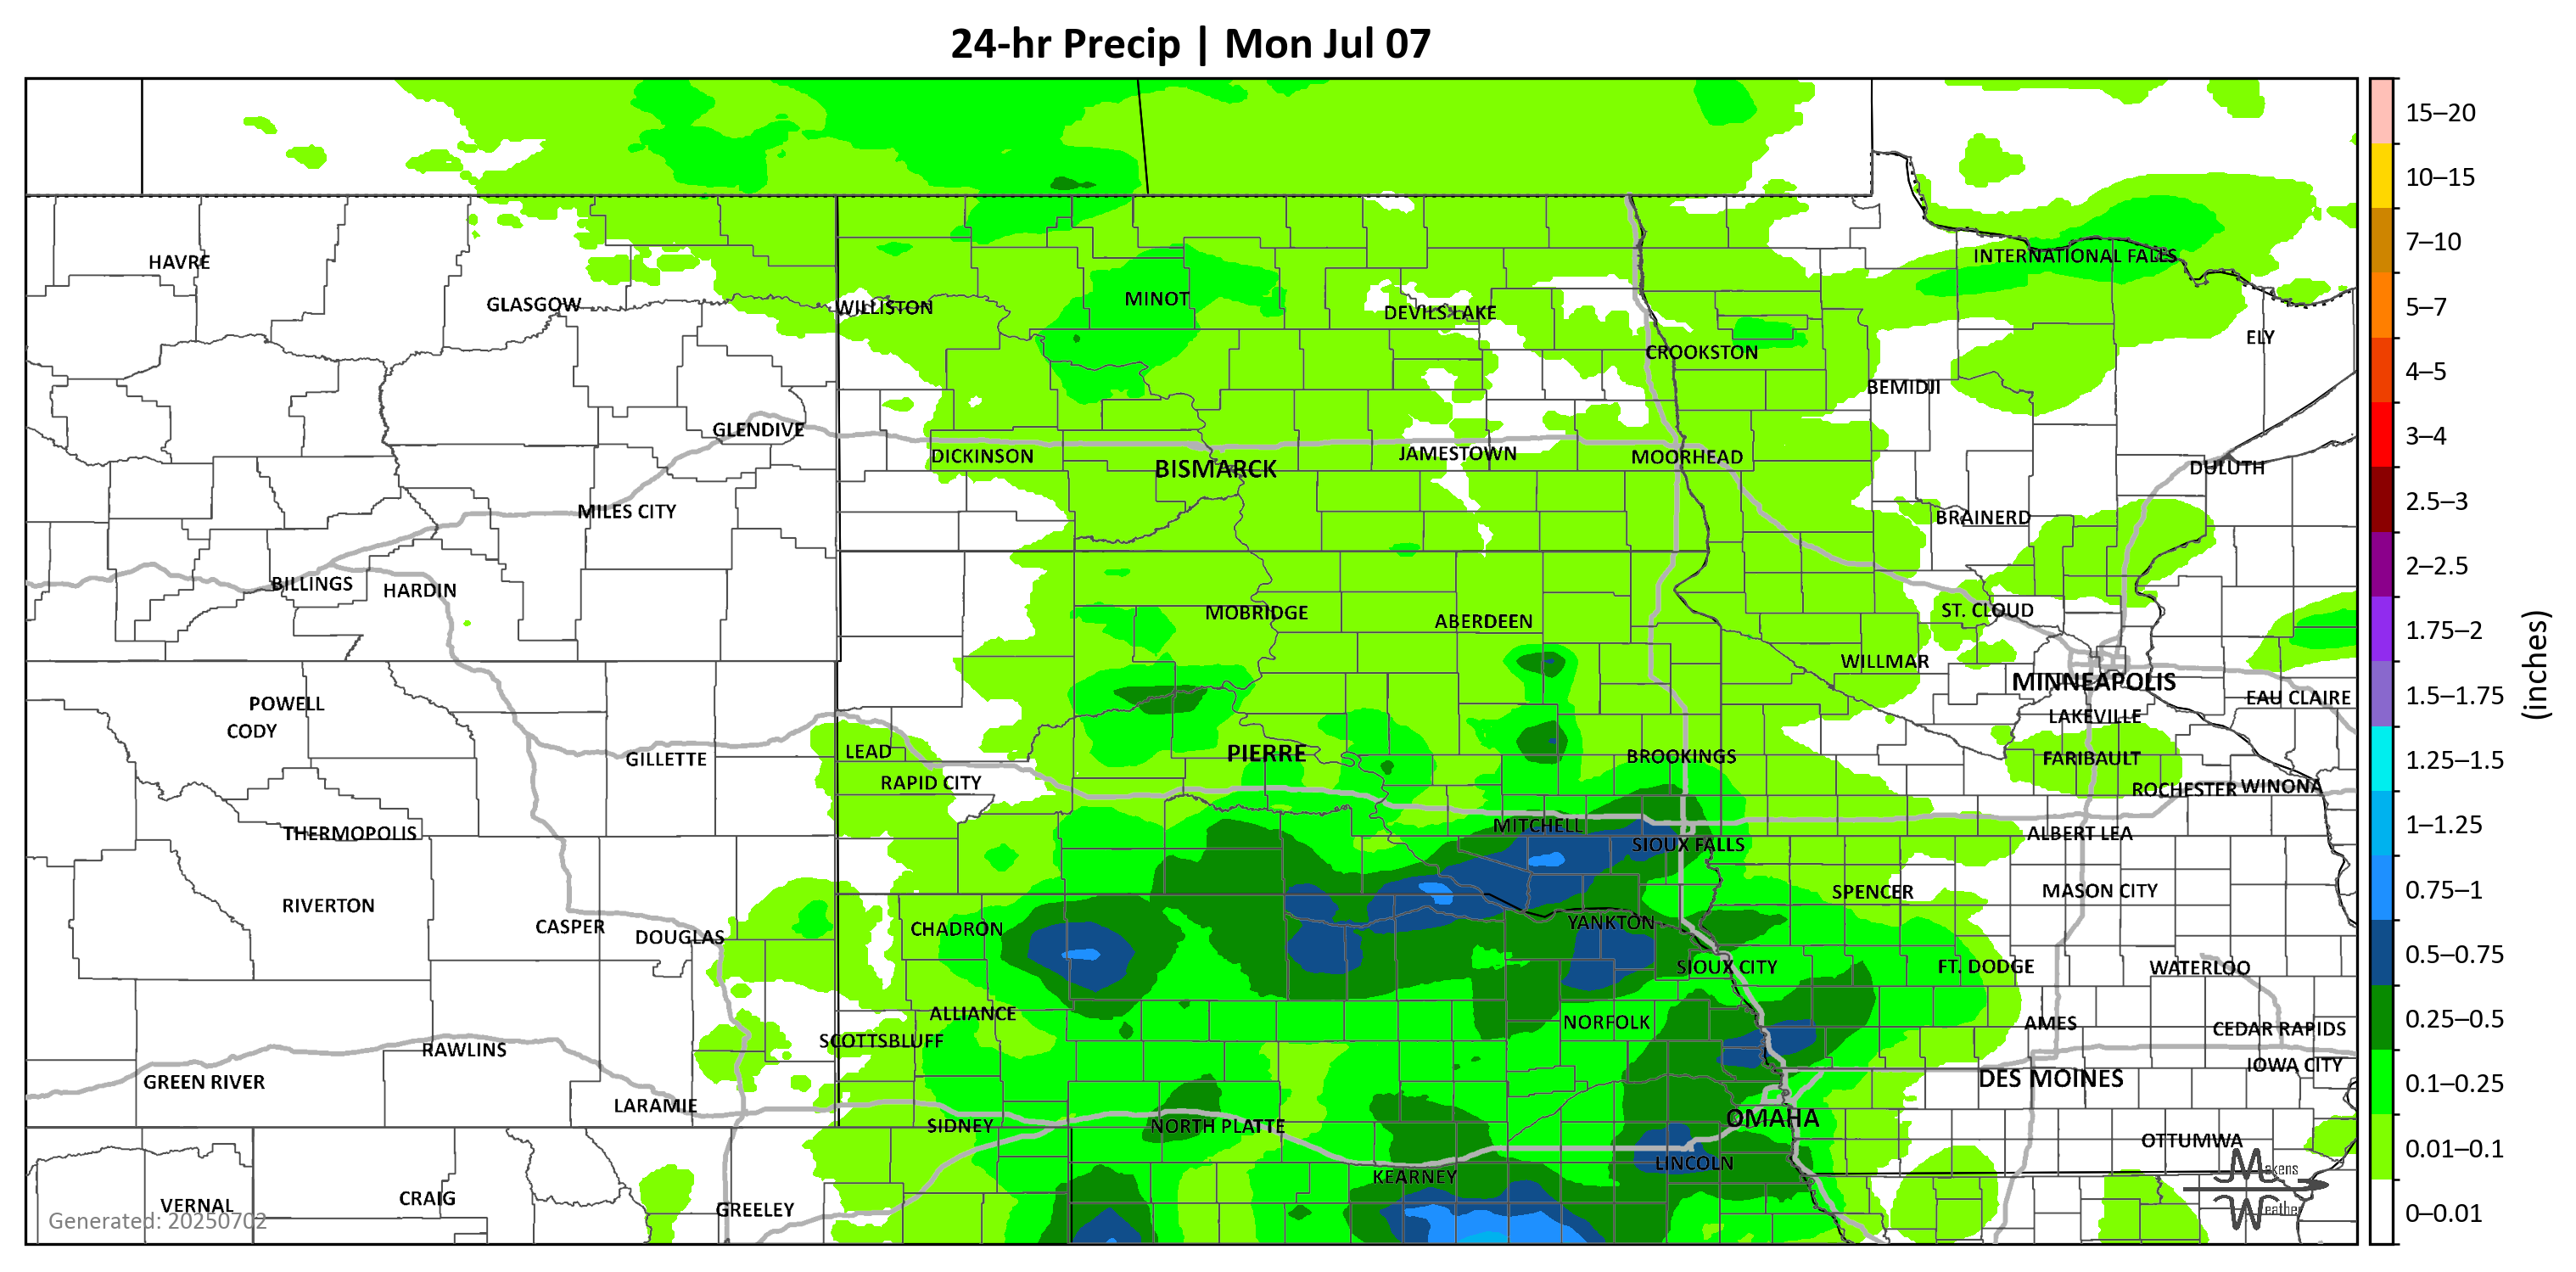 24-hr Precip | Mon Jul 07
15–20
10–15
7–10
5–7
4–5
3–4
2.5–3
2–2.5
1.75–2
1.5–1.75
1.25–1.5
1–1.25
0.75–1
0.5–0.75
0.25–0.5
0.1–0.25
0.01–0.1
0–0.01
(inches)
INTERNATIONAL FALLS
HAVRE
MINOT
GLASGOW
WILLISTON
DEVILS LAKE
ELY
CROOKSTON
BEMIDJI
GLENDIVE
DICKINSON
BISMARCK
JAMESTOWN
MOORHEAD
DULUTH
MILES CITY
BRAINERD
BILLINGS
HARDIN
MOBRIDGE
ABERDEEN
ST. CLOUD
WILLMAR
MINNEAPOLIS
POWELL
EAU CLAIRE
CODY
LAKEVILLE
GILLETTE
LEAD
PIERRE
BROOKINGS
FARIBAULT
RAPID CITY
ROCHESTER
WINONA
THERMOPOLIS
MITCHELL
ALBERT LEA
SIOUX FALLS
RIVERTON
SPENCER
MASON CITY
CASPER
DOUGLAS
CHADRON
YANKTON
SIOUX CITY
FT. DODGE
WATERLOO
ALLIANCE
NORFOLK
AMES
CEDAR RAPIDS
SCOTTSBLUFF
RAWLINS
IOWA CITY
GREEN RIVER
DES MOINES
LARAMIE
SIDNEY
NORTH PLATTE
OMAHA
OTTUMWA
LINCOLN
KEARNEY
VERNAL
CRAIG
GREELEY
Makens
Weather
Generated: 20250702